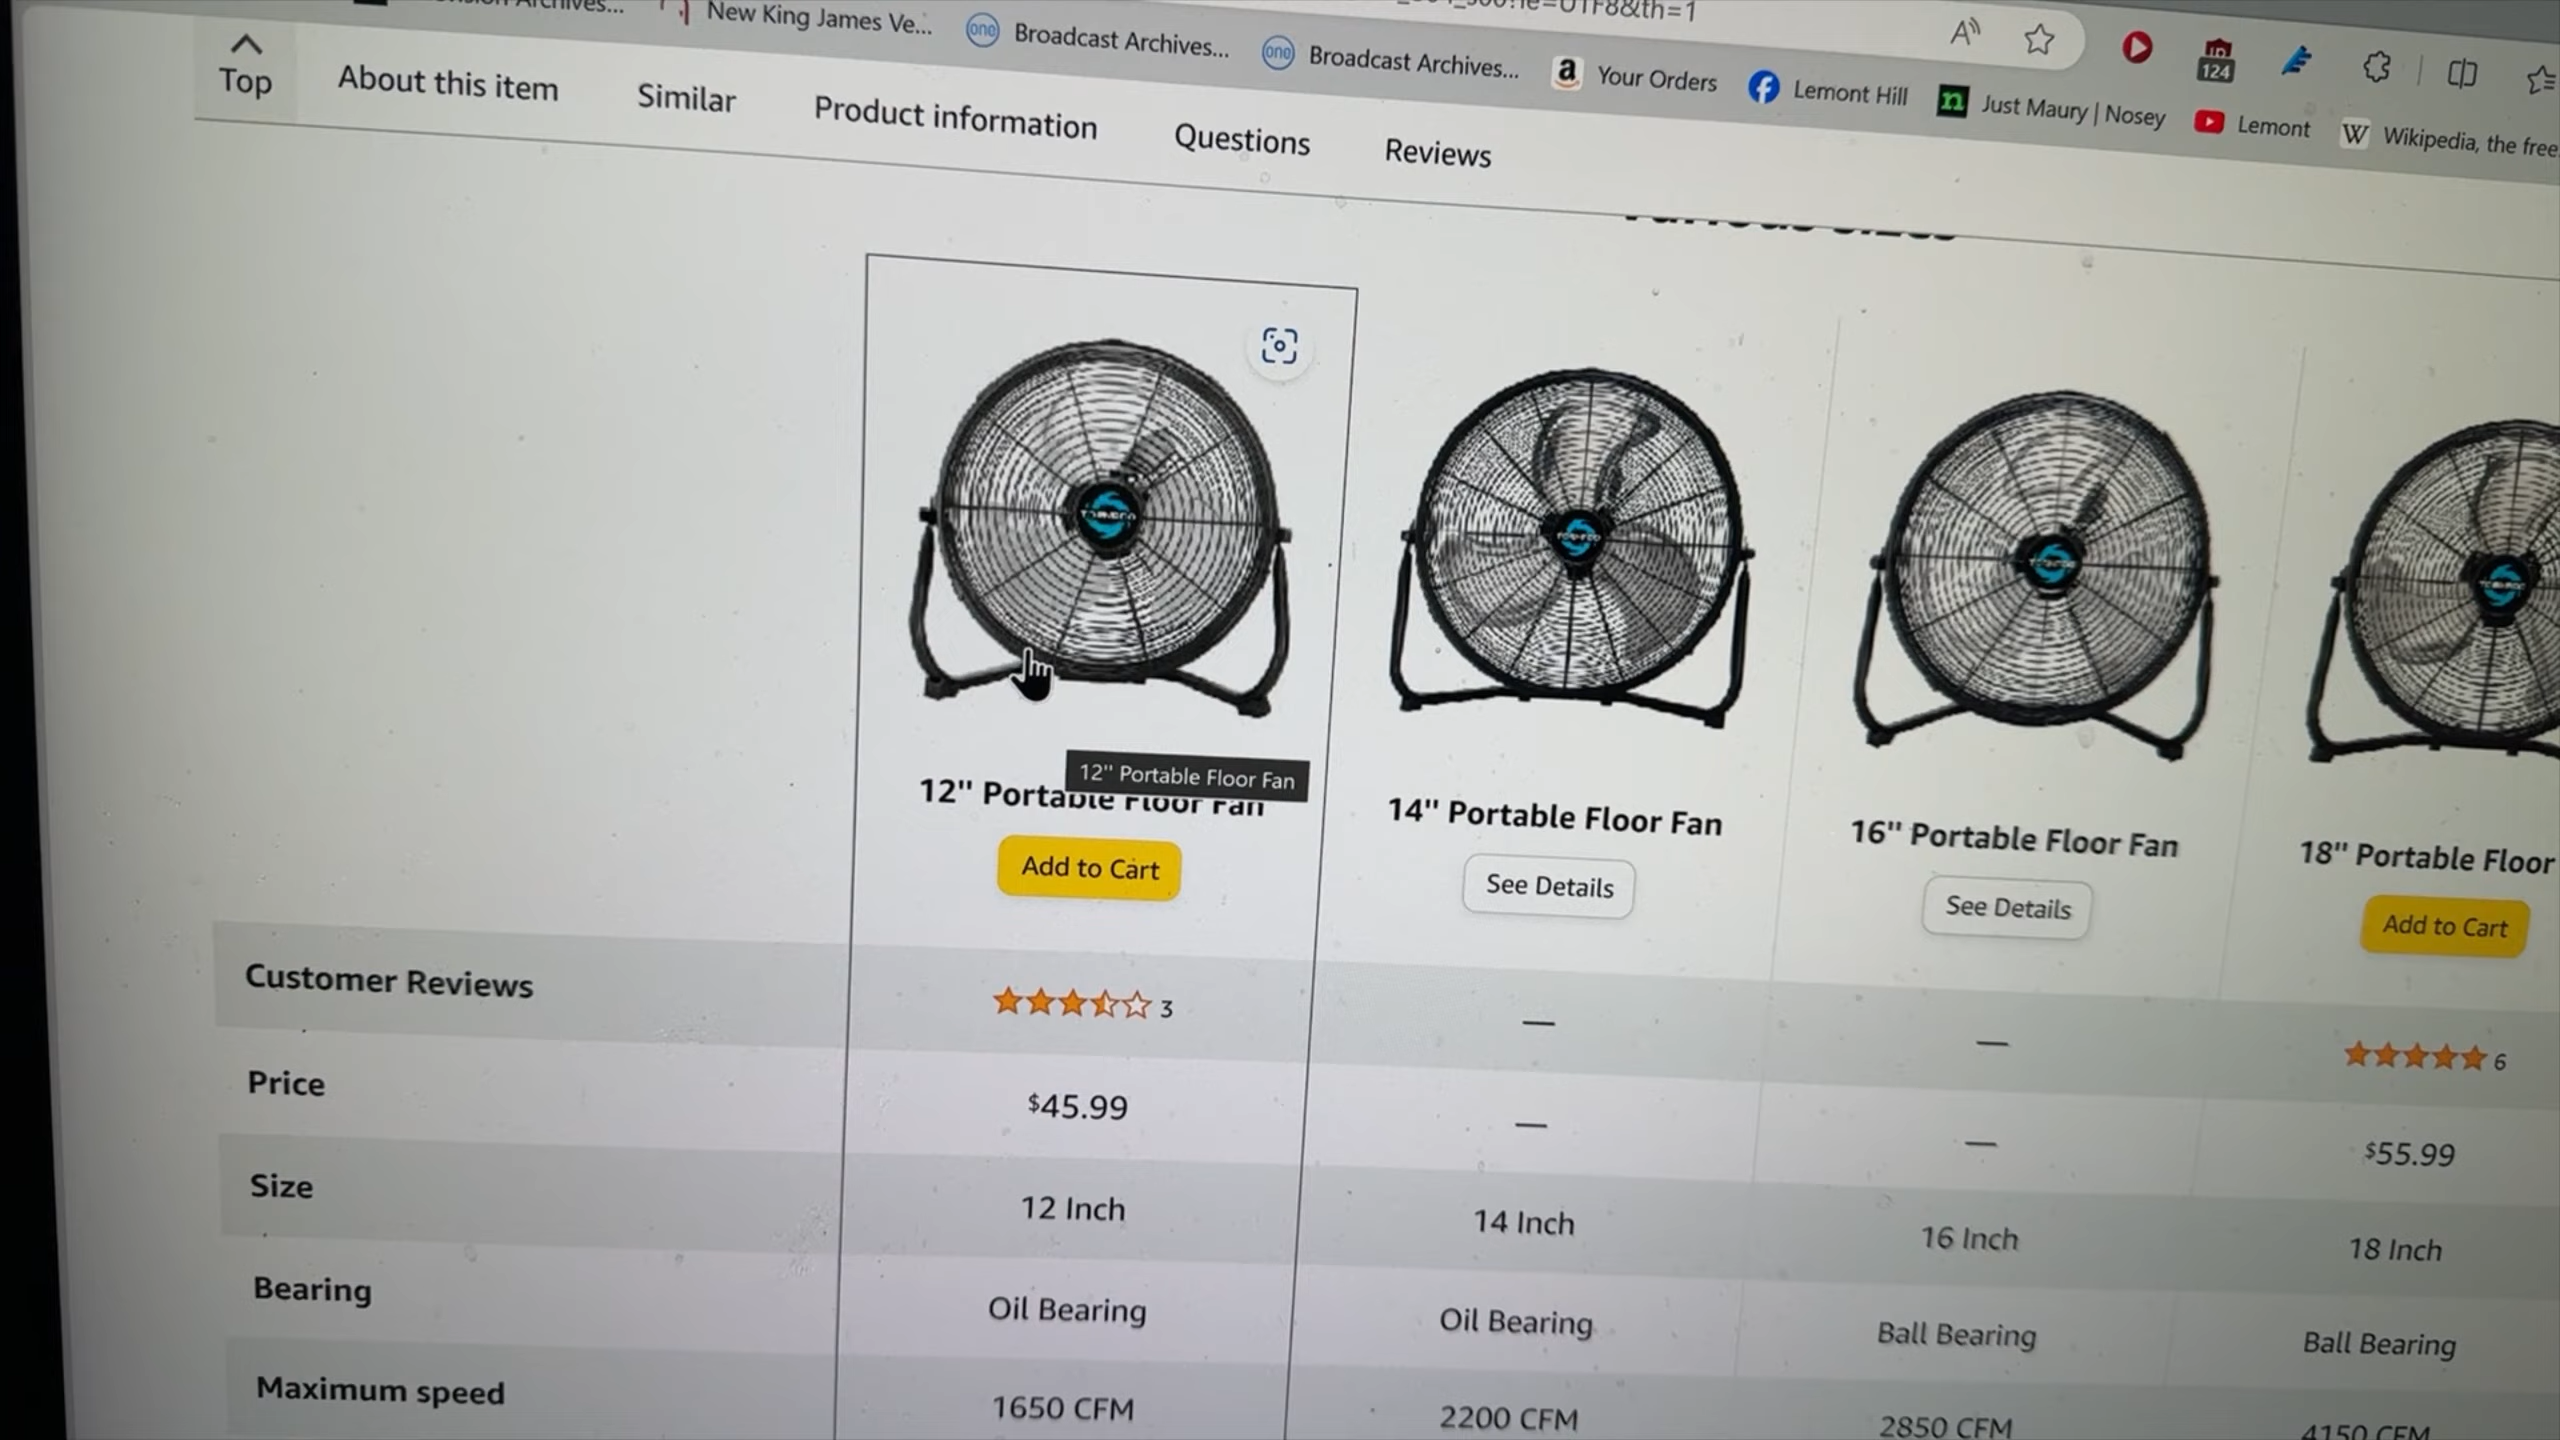 New King James Ve...
Broadcast Archives...
Broadcast Archives...
Your Orders
Lemont Hill
Just Maury | Nosey
Lemont
Wikipedia, the free
124
Top
About this item
Similar
Product information
Questions
Reviews
12" Portable Floor Fan
12" Portable Floor Fan
14" Portable Floor Fan
16" Portable Floor Fan
18" Portable Floor
Add to Cart
See Details
See Details
Add to Cart
Customer Reviews
3
—
—
6
Price
$45.99
—
—
$55.99
Size
12 Inch
14 Inch
16 Inch
18 Inch
Bearing
Oil Bearing
Oil Bearing
Ball Bearing
Ball Bearing
Maximum speed
1650 CFM
2200 CFM
2850 CFM
4150 CFM